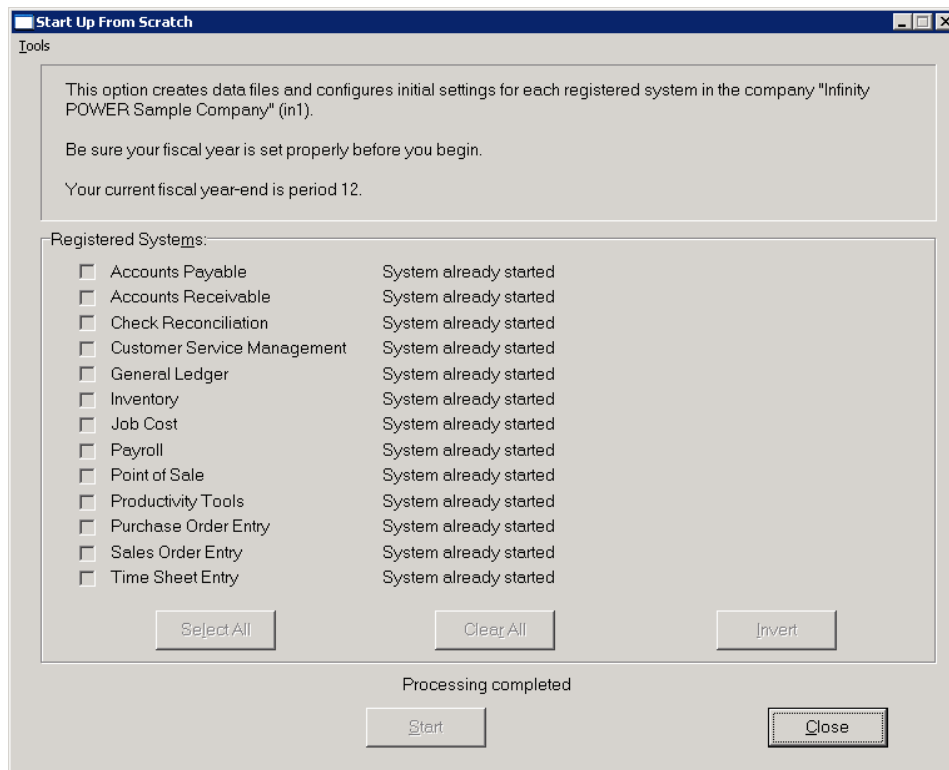 Start Up From Scratch
Tools
This option creates data files and configures initial settings for each registered system in the company "Infinity
POWER Sample Company" (in1).
Be sure your fiscal year is set properly before you begin.
Your current fiscal year-end is period 12.
Registered Systems:
Accounts Payable System already started
Accounts Receivable System already started
Check Reconciliation System already started
Customer Service Management System already started
General Ledger System already started
Inventory System already started
Job Cost System already started
Payroll System already started
Point of Sale System already started
Productivity Tools System already started
Purchase Order Entry System already started
Sales Order Entry System already started
Time Sheet Entry System already started
Select All Clear All Invert
Processing completed
Start Close